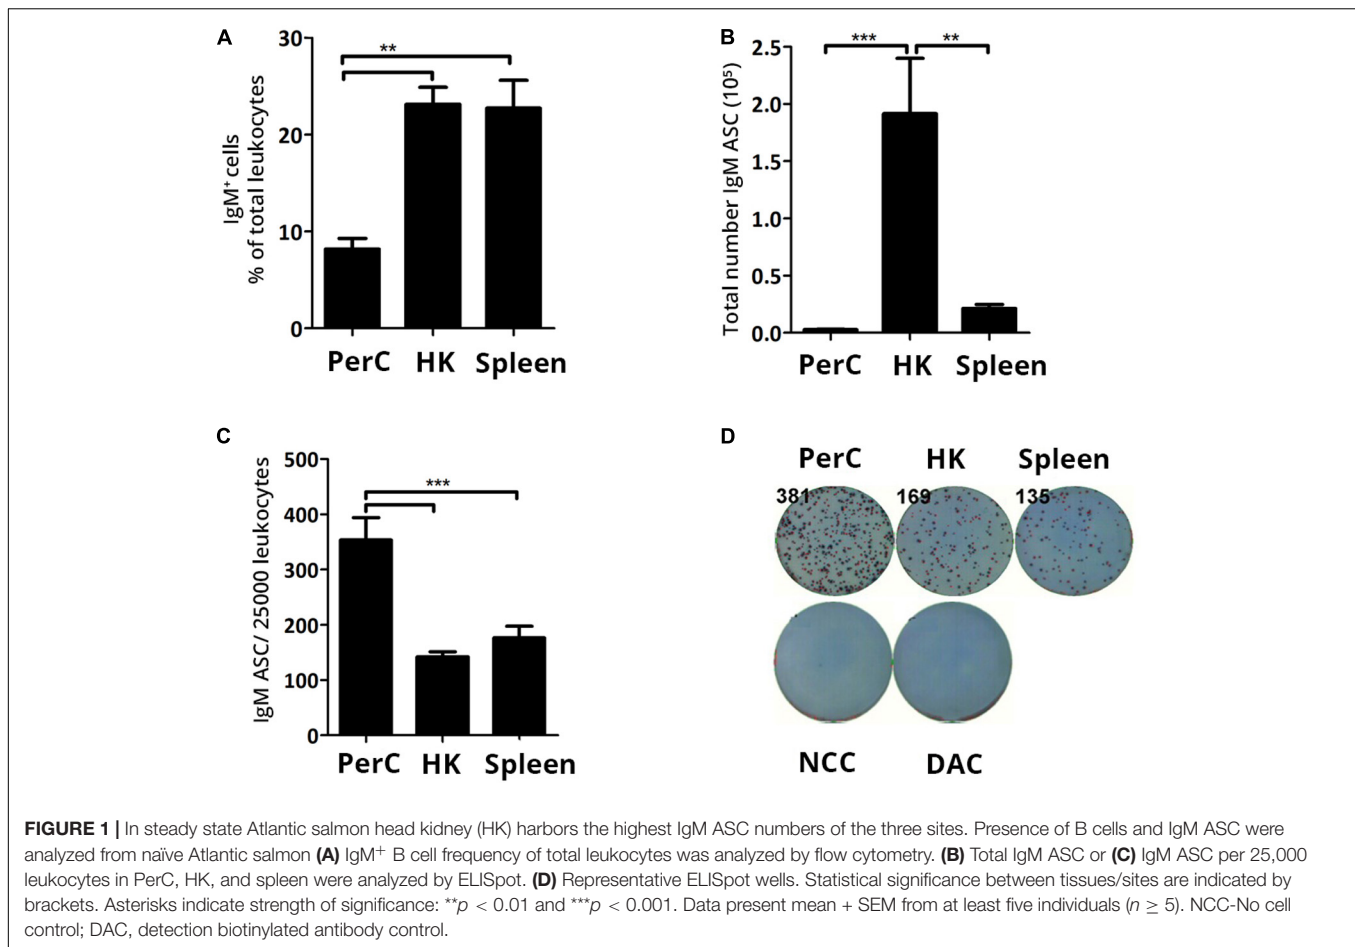 A
30
20
10
0
IgM⁺ cells
% of total leukocytes
**
PerC HK Spleen
B
2.5
2.0
1.5
1.0
0.5
0.0
Total number IgM ASC (10⁵)
*** **
PerC HK Spleen
C
500
400
300
200
100
0
IgM ASC/ 25000 leukocytes
***
PerC HK Spleen
D
PerC HK Spleen
381 169 135
NCC DAC
FIGURE 1 | In steady state Atlantic salmon head kidney (HK) harbors the highest IgM ASC numbers of the three sites. Presence of B cells and IgM ASC were
analyzed from naïve Atlantic salmon (A) IgM⁺ B cell frequency of total leukocytes was analyzed by flow cytometry. (B) Total IgM ASC or (C) IgM ASC per 25,000
leukocytes in PerC, HK, and spleen were analyzed by ELISpot. (D) Representative ELISpot wells. Statistical significance between tissues/sites are indicated by
brackets. Asterisks indicate strength of significance: **p < 0.01 and ***p < 0.001. Data present mean + SEM from at least five individuals (n ≥ 5). NCC-No cell
control; DAC, detection biotinylated antibody control.